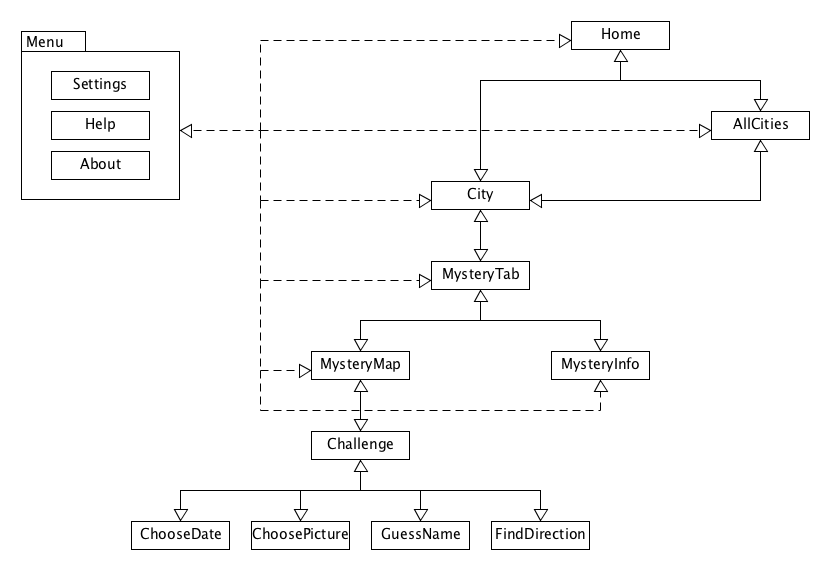 Menu
Settings
Help
About
Home
AllCities
City
MysteryTab
MysteryMap
MysteryInfo
Challenge
ChooseDate
ChoosePicture
GuessName
FindDirection